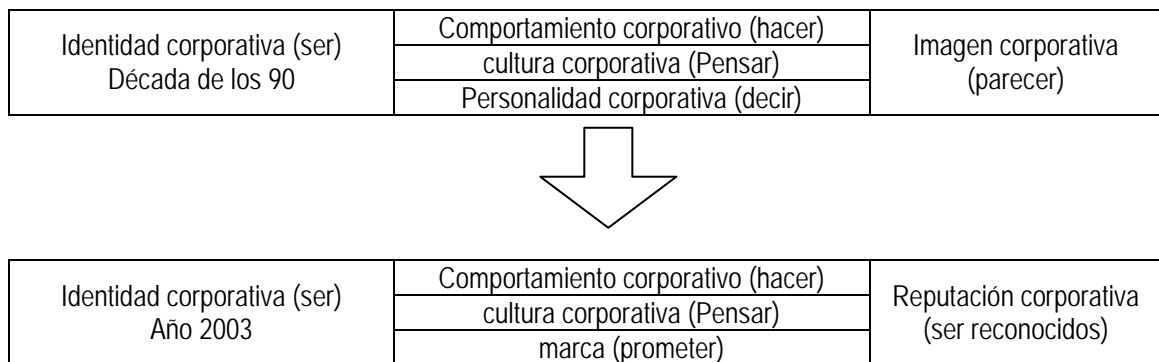 Identidad corporativa (ser)
Década de los 90
Comportamiento corporativo (hacer)
cultura corporativa (Pensar)
Personalidad corporativa (decir)
Imagen corporativa
(parecer)
Identidad corporativa (ser)
Año 2003
Comportamiento corporativo (hacer)
cultura corporativa (Pensar)
marca (prometer)
Reputación corporativa
(ser reconocidos)